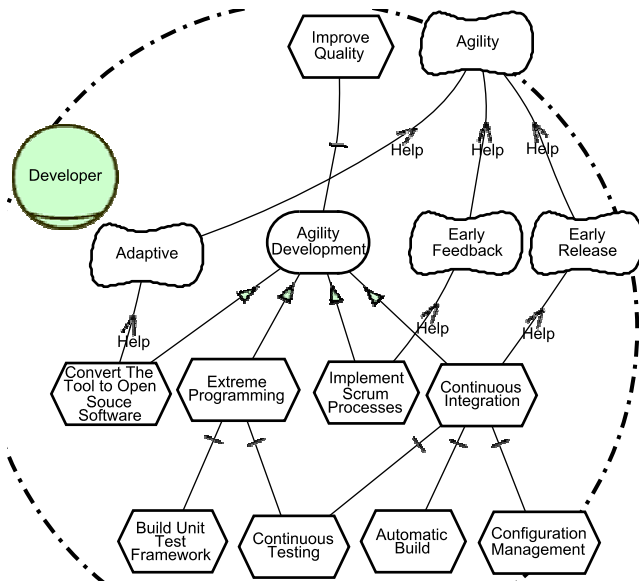 Improve
Quality
Agility
Help
Help
Help
Developer
Adaptive
Agility
Development
Early
Feedback
Early
Release
Help
Help
Help
Convert The
Tool to Open
Souce
Software
Extreme
Programming
Implement
Scrum
Processes
Continuous
Integration
Build Unit
Test
Framework
Continuous
Testing
Automatic
Build
Configuration
Management